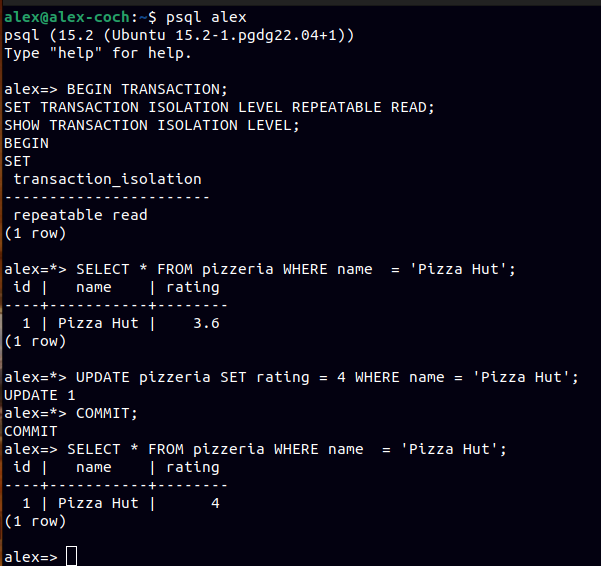 alex@alex-coch:~$ psql alex
psql (15.2 (Ubuntu 15.2-1.pgdg22.04+1))
Type "help" for help.
alex=> BEGIN TRANSACTION;
SET TRANSACTION ISOLATION LEVEL REPEATABLE READ;
SHOW TRANSACTION ISOLATION LEVEL;
BEGIN
SET
 transaction_isolation
-----------------------
 repeatable read
(1 row)
alex=*> SELECT * FROM pizzeria WHERE name  = 'Pizza Hut';
 id |   name    | rating
----+-----------+--------
  1 | Pizza Hut |    3.6
(1 row)
alex=*> UPDATE pizzeria SET rating = 4 WHERE name = 'Pizza Hut';
UPDATE 1
alex=*> COMMIT;
COMMIT
alex=> SELECT * FROM pizzeria WHERE name  = 'Pizza Hut';
 id |   name    | rating
----+-----------+--------
  1 | Pizza Hut |      4
(1 row)
alex=>